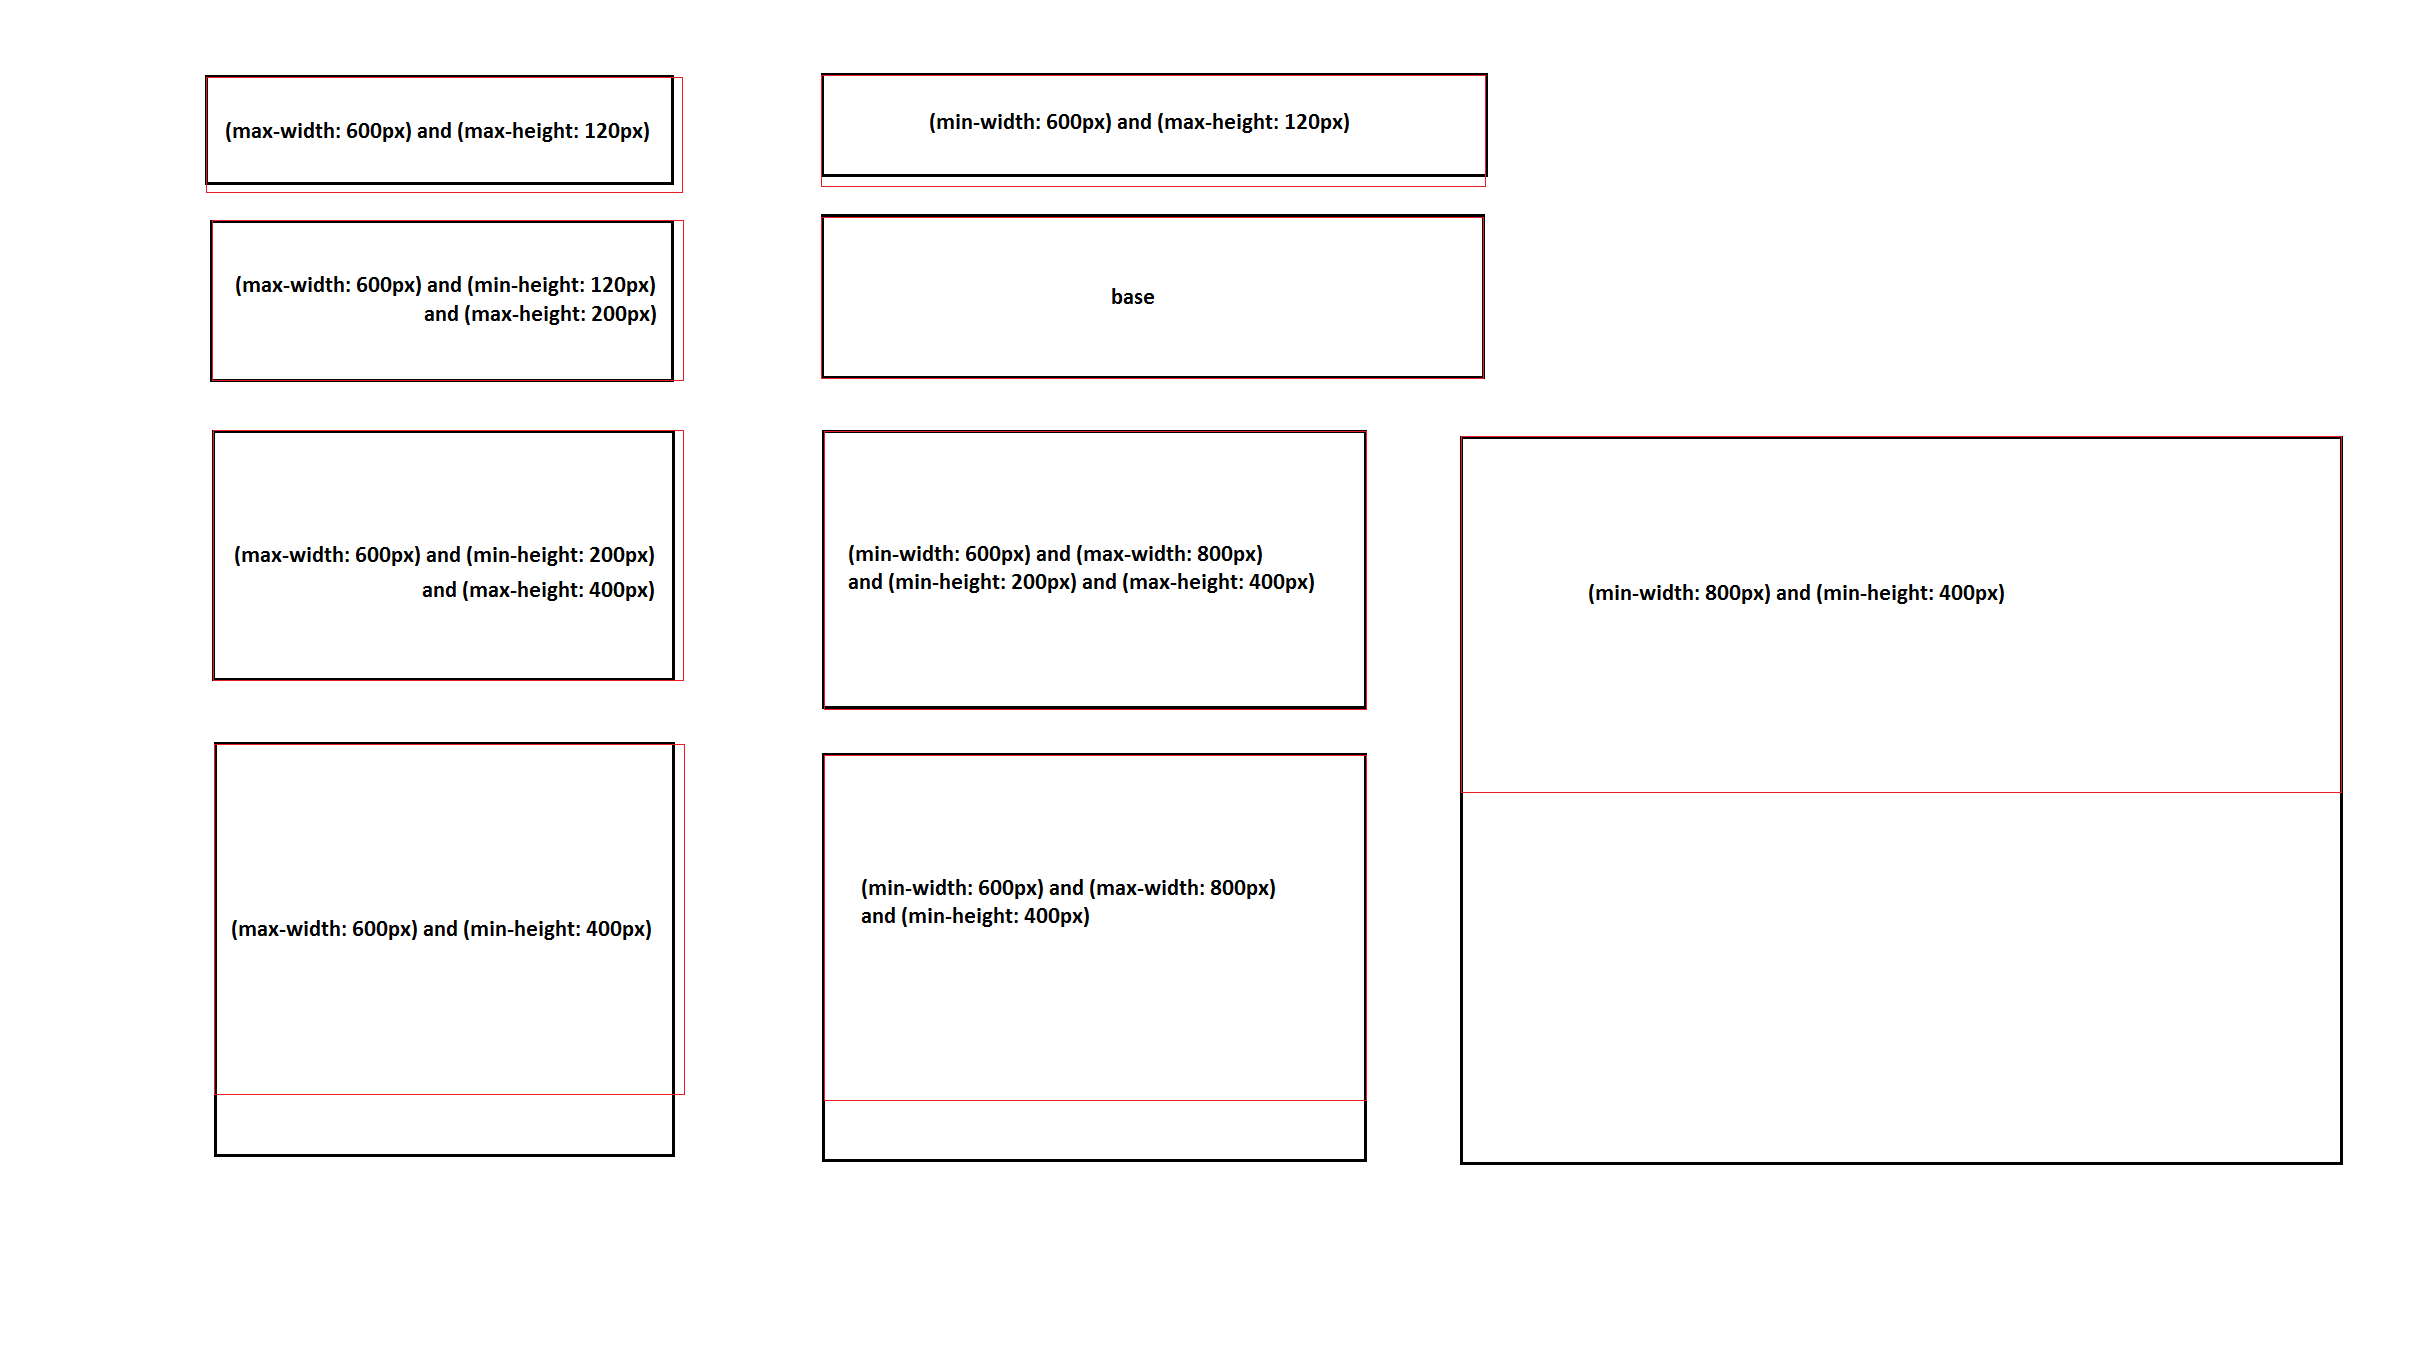 (max-width: 600px) and (max-height: 120px)
(min-width: 600px) and (max-height: 120px)
(max-width: 600px) and (min-height: 120px)
and (max-height: 200px)
base
(max-width: 600px) and (min-height: 200px)
and (max-height: 400px)
(min-width: 600px) and (max-width: 800px)
and (min-height: 200px) and (max-height: 400px)
(min-width: 800px) and (min-height: 400px)
(max-width: 600px) and (min-height: 400px)
(min-width: 600px) and (max-width: 800px)
and (min-height: 400px)